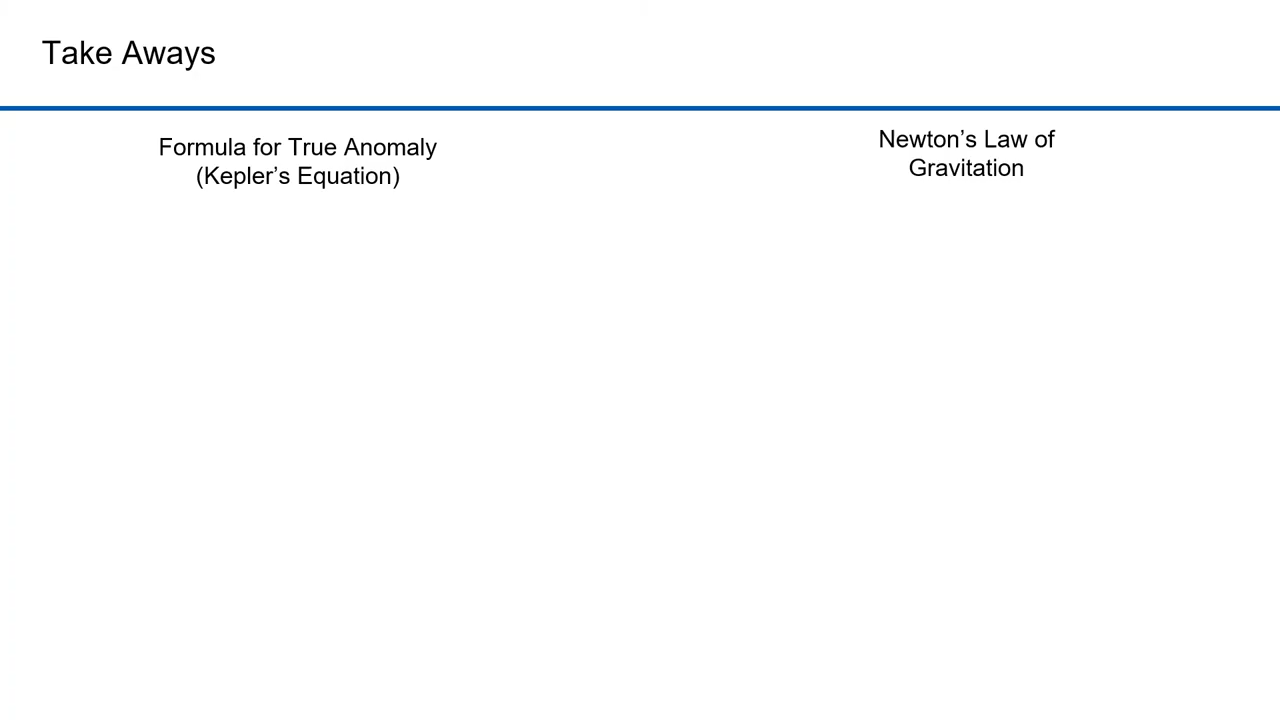 Take Aways
Formula for True Anomaly
(Kepler’s Equation)
Newton’s Law of
Gravitation